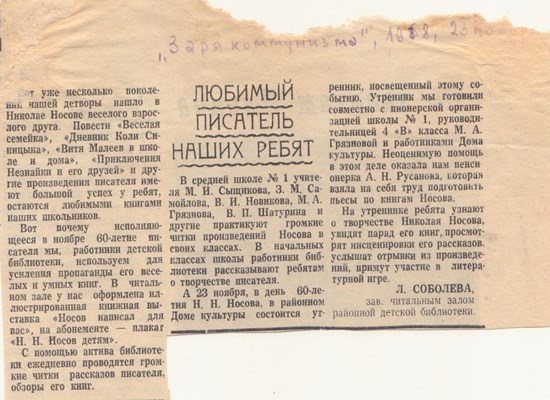 „Заря коммунизма", 1968, 23 ноя
Вот уже несколько поколе-
ний нашей детворы нашло в
Николае Носове веселого взрос-
лого друга. Повести «Веселая
семейка», «Дневник Коли Си-
ницына», «Витя Малеев в шко-
ле и дома», «Приключения
Незнайки и его друзей» и дру-
гие произведения писателя име-
ют большой успех у ребят,
остаются любимыми книгами
наших школьников.
Вот почему исполняю-
щееся в ноябре 60-летие пи-
сателя мы, работники детской
библиотеки, используем для
усиления пропаганды его весе-
лых и умных книг. В читаль-
ном зале у нас оформлена ил-
люстрированная книжная вы-
ставка «Носов написал для
вас», на абонементе — плакат
«Н. Н. Носов детям».
С помощью актива библиоте-
ки ежедневно проводятся гром-
кие читки рассказов писателя,
обзоры его книг.
ЛЮБИМЫЙ
ПИСАТЕЛЬ
НАШИХ РЕБЯТ
В средней школе № 1 учите-
ля М. И. Сыщикова, З. М. Са-
мойлова, В. И. Новикова, М. А.
Грязнова, В. П. Шатурина и
другие практикуют громкие
читки произведений Носова в
своих классах. В начальных
классах школы работники биб-
лиотеки рассказывают ребятам
о творчестве писателя.
А 23 ноября, в день 60-ле-
тия Н. Н. Носова, в районном
Доме культуры состоится ут-
ренник, посвященный этому со-
бытию. Утренник мы готовили
совместно с пионерской органи-
зацией школы № 1, руководи-
тельницей 4 «В» класса М. А.
Грязновой и работниками Дома
культуры. Неоценимую помощь
в этом деле оказала нам пенси-
онерка А. Н. Русанова, которая
взяла на себя труд подготовить
пьесы по книгам Носова.
На утреннике ребята узнают
о творчестве Николая Носова,
увидят парад его книг, просмот-
рят инсценировки его рассказов,
услышат отрывки из произведе-
ний, примут участие в литера-
турной игре.
Л. СОБОЛЕВА,
зав. читальным залом
районной детской библиотеки.